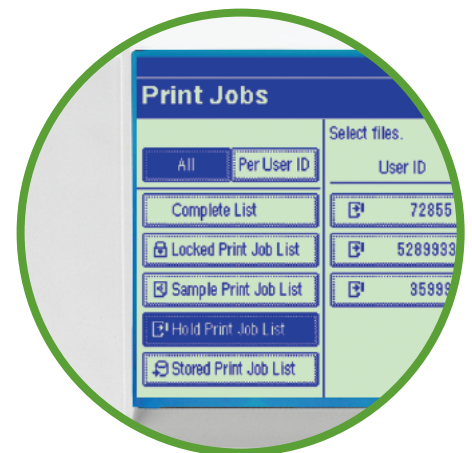 Print Jobs
Select files.
All
Per User ID
User ID
Complete List
72855
Locked Print Job List
5289933
Sample Print Job List
35999
Hold Print Job List
Stored Print Job List